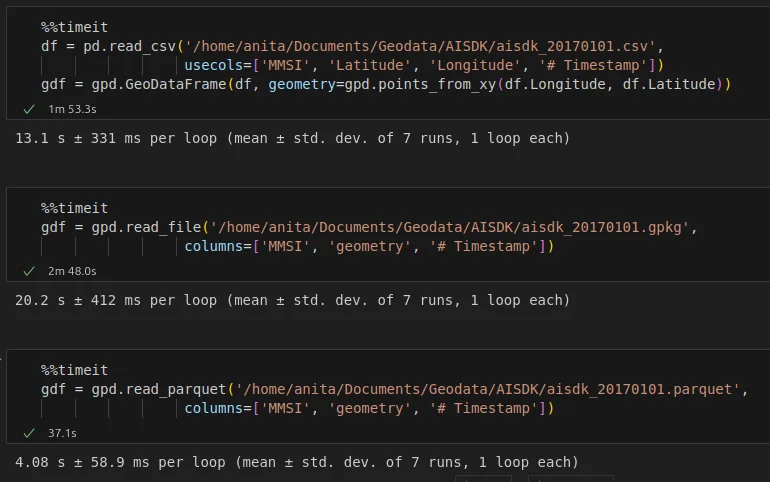 %%timeit
df = pd.read_csv('/home/anita/Documents/Geodata/AISDK/aisdk_20170101.csv',
usecols=['MMSI', 'Latitude', 'Longitude', '# Timestamp'])
gdf = gpd.GeoDataFrame(df, geometry=gpd.points_from_xy(df.Longitude, df.Latitude))
1m 53.3s
13.1 s ± 331 ms per loop (mean ± std. dev. of 7 runs, 1 loop each)
%%timeit
gdf = gpd.read_file('/home/anita/Documents/Geodata/AISDK/aisdk_20170101.gpkg',
columns=['MMSI', 'geometry', '# Timestamp'])
2m 48.0s
20.2 s ± 412 ms per loop (mean ± std. dev. of 7 runs, 1 loop each)
%%timeit
gdf = gpd.read_parquet('/home/anita/Documents/Geodata/AISDK/aisdk_20170101.parquet',
columns=['MMSI', 'geometry', '# Timestamp'])
37.1s
4.08 s ± 58.9 ms per loop (mean ± std. dev. of 7 runs, 1 loop each)